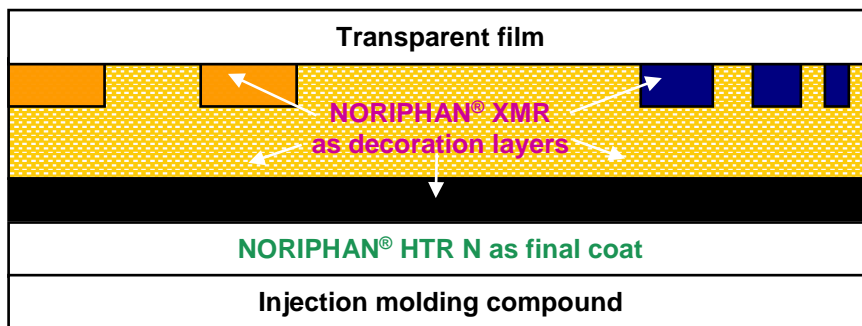 Transparent film
NORIPHAN® XMR
as decoration layers
NORIPHAN® HTR N as final coat
Injection molding compound